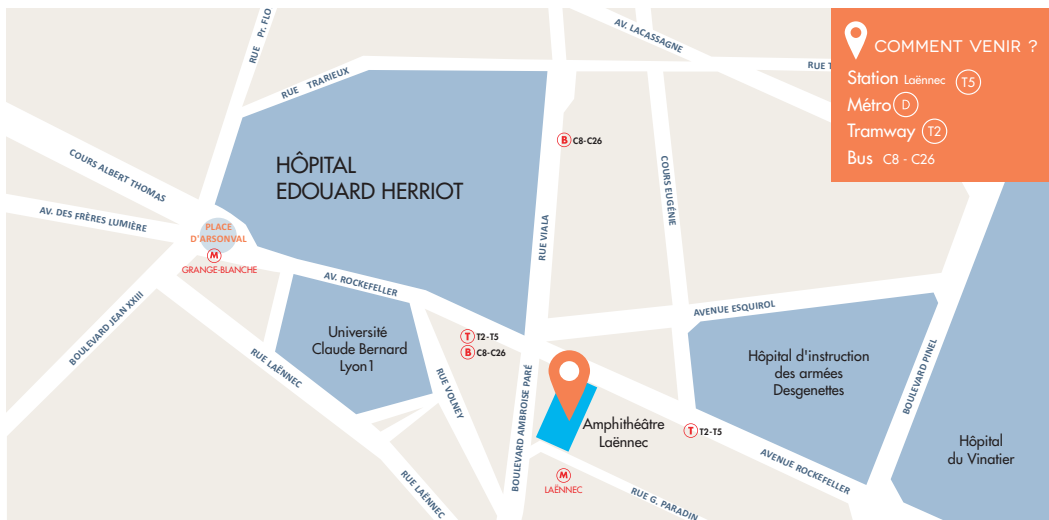 RUE Pr. FLO
AV. LACASSAGNE
COMMENT VENIR ?
Station Laënnec T5
Métro D
Tramway T2
Bus C8 - C26
RUE T
RUE TRARIEUX
B C8-C26
HÔPITAL
EDOUARD HERRIOT
COURS ALBERT THOMAS
COURS EUGÉNIE
AV. DES FRÈRES LUMIÈRE
PLACE
D'ARSONVAL
M
GRANGE-BLANCHE
RUE VIALA
AV. ROCKEFELLER
AVENUE ESQUIROL
BOULEVARD JEAN XXIII
Université
Claude Bernard
Lyon1
T T2-T5
B C8-C26
RUE LAËNNEC
RUE VOLNEY
BOULEVARD AMBROISE PARÉ
Hôpital d'instruction
des armées
Desgenettes
BOULEVARD PINEL
Amphithéâtre
Laënnec
T T2-T5
Hôpital
du Vinatier
AVENUE ROCKEFELLER
M
LAËNNEC
RUE LAËNNEC
RUE G. PARADIN